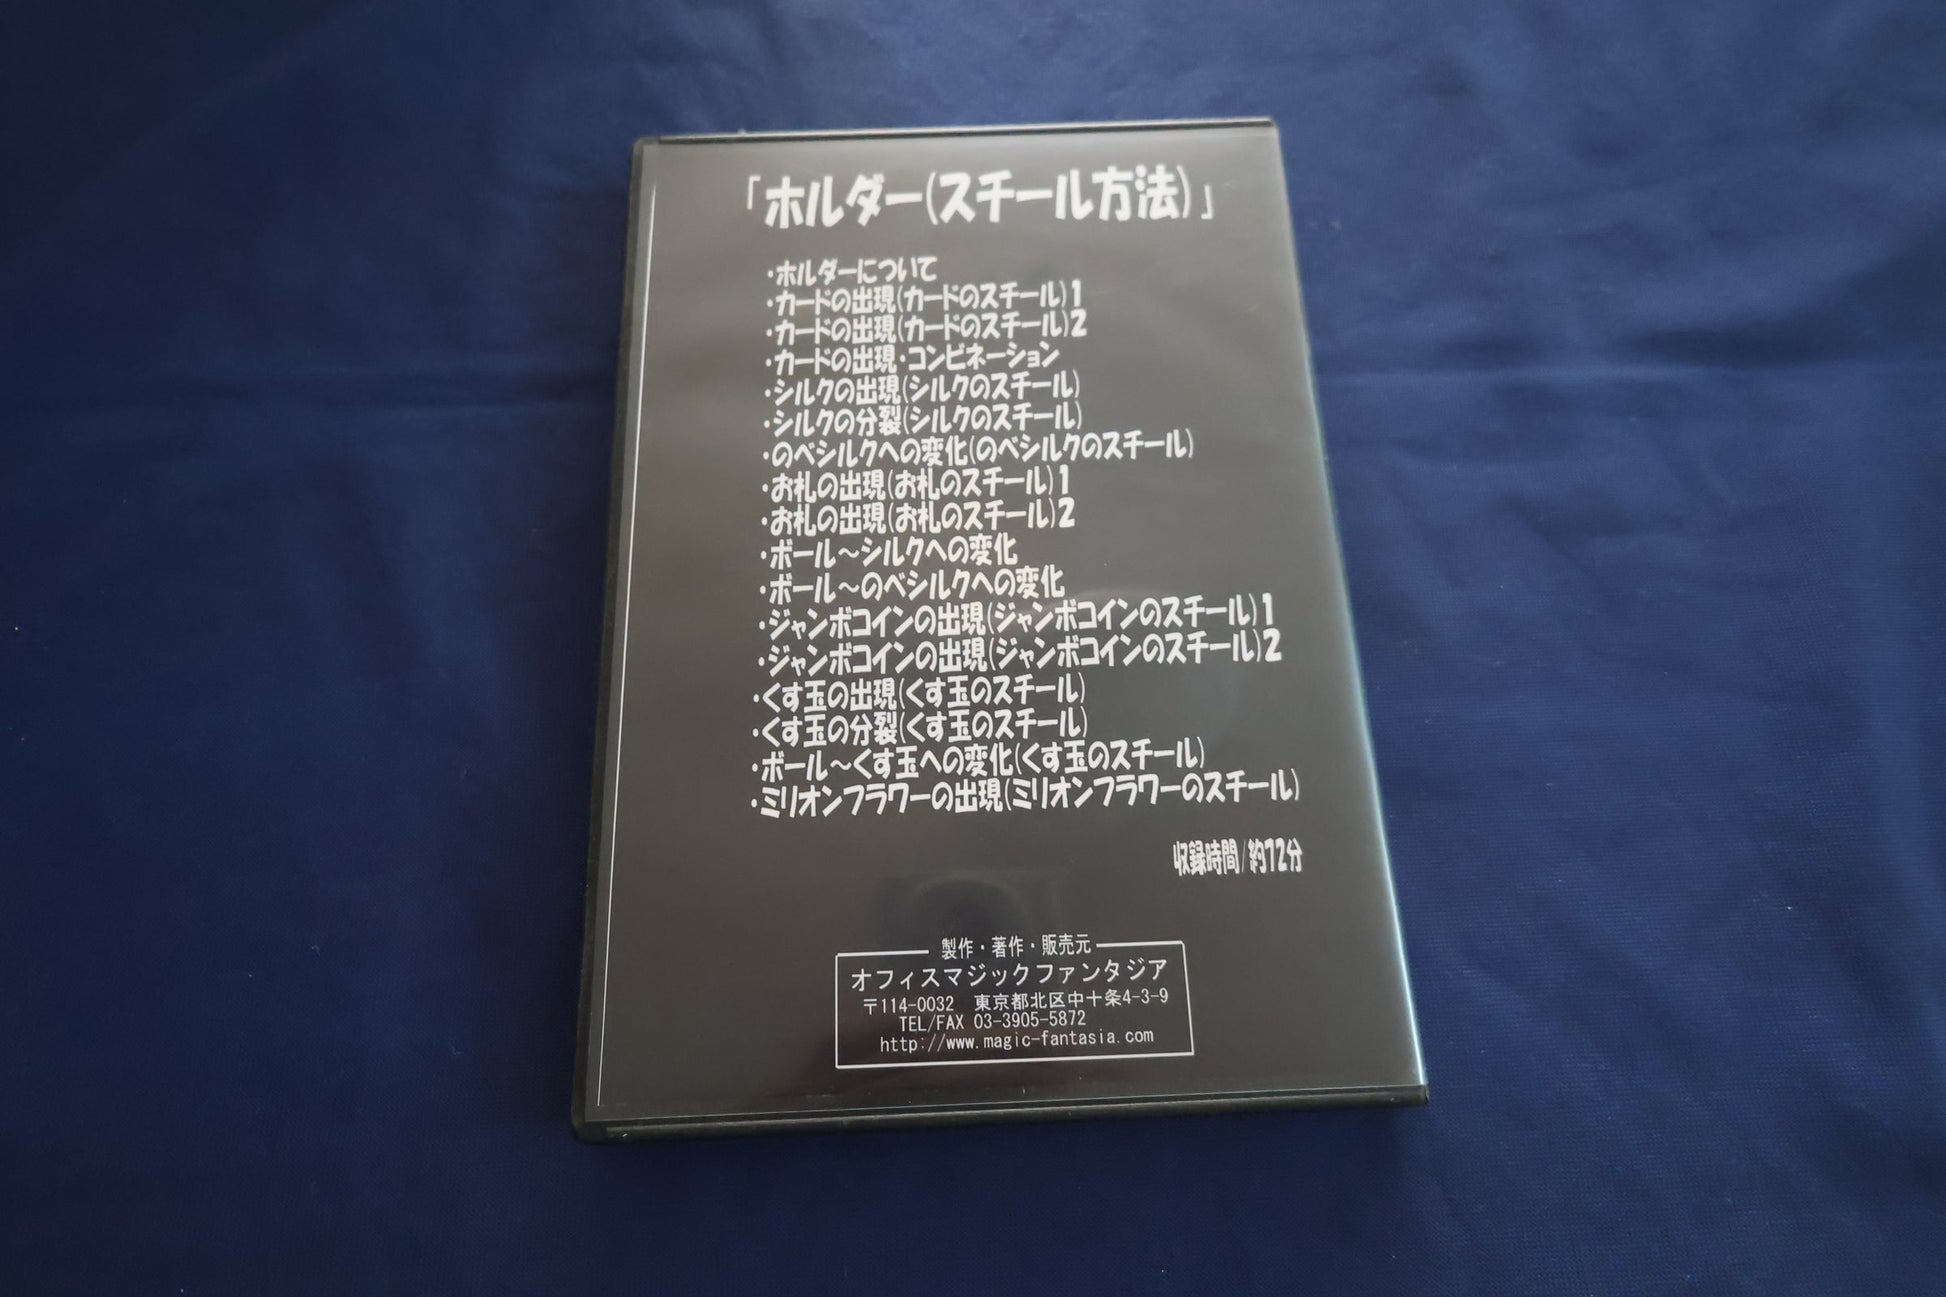 「ホルダー(スチール方法)」
・ホルダーについて
・カードの出現(カードのスチール)1
・カードの出現(カードのスチール)2
・カードの出現・コンビネーション
・シルクの出現(シルクのスチール)
・シルクの分裂(シルクのスチール)
・のべシルクへの変化(のべシルクのスチール)
・お札の出現(お札のスチール)1
・お札の出現(お札のスチール)2
・ボール～シルクへの変化
・ボール～のべシルクへの変化
・ジャンボコインの出現(ジャンボコインのスチール)1
・ジャンボコインの出現(ジャンボコインのスチール)2
・くす玉の出現(くす玉のスチール)
・くす玉の分裂(くす玉のスチール)
・ボール～くす玉への変化(くす玉のスチール)
・ミリオンフラワーの出現(ミリオンフラワーのスチール)
収録時間/約72分
製作・著作・販売元
オフィスマジックファンタジア
〒114-0032 東京都北区中十条4-3-9
TEL/FAX 03-3905-5872
http://www.magic-fantasia.com